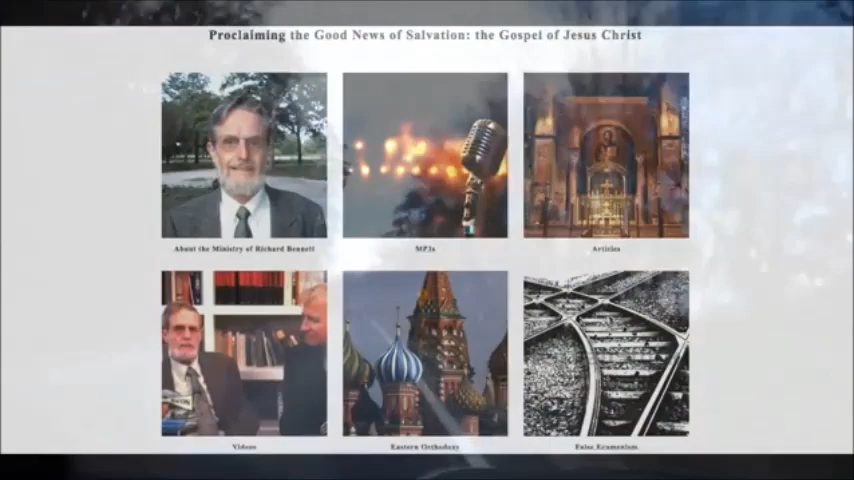 Proclaiming the Good News of Salvation: the Gospel of Jesus Christ
About the Ministry of Richard Bennett
MP3s
Articles
Videos
Eastern Orthodoxy
False Ecumenism